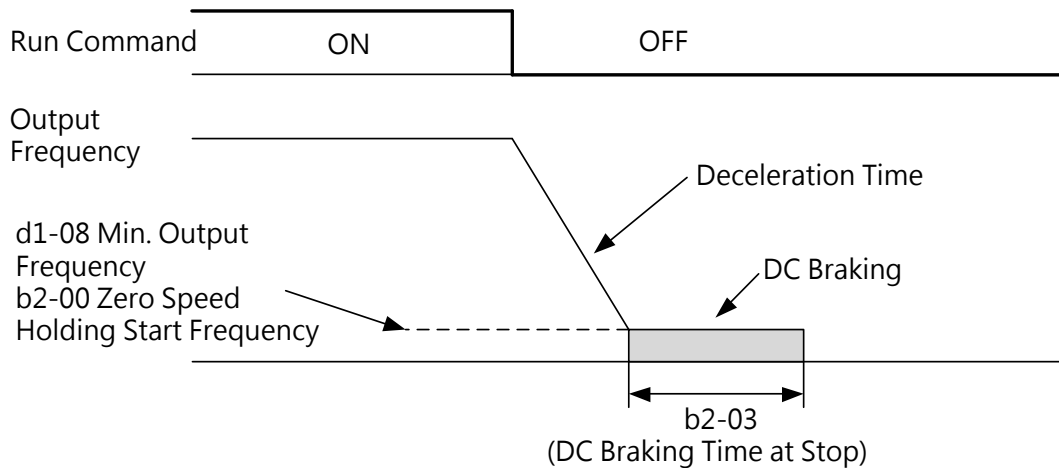 Run Command
ON
OFF
Output
Frequency
Deceleration Time
d1-08 Min. Output
Frequency
b2-00 Zero Speed
Holding Start Frequency
DC Braking
b2-03
(DC Braking Time at Stop)